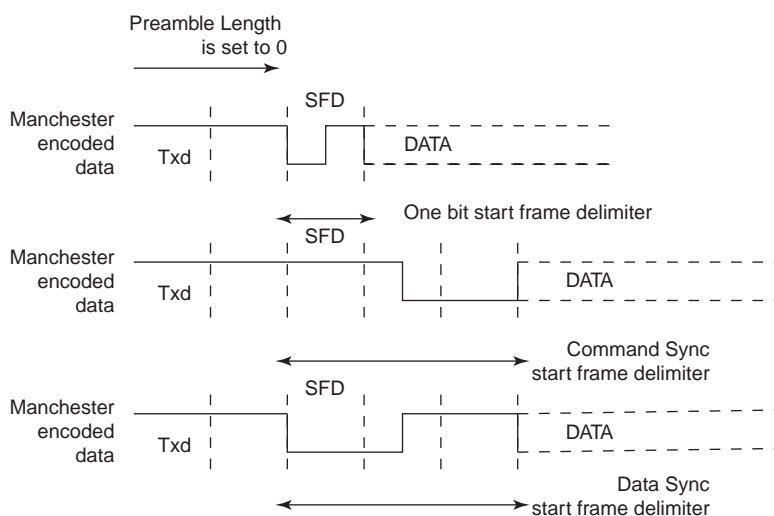 Preamble Length
is set to 0
SFD
Manchester
encoded
data
Txd
DATA
One bit start frame delimiter
SFD
Manchester
encoded
data
Txd
DATA
Command Sync
start frame delimiter
SFD
Manchester
encoded
data
Txd
DATA
Data Sync
start frame delimiter